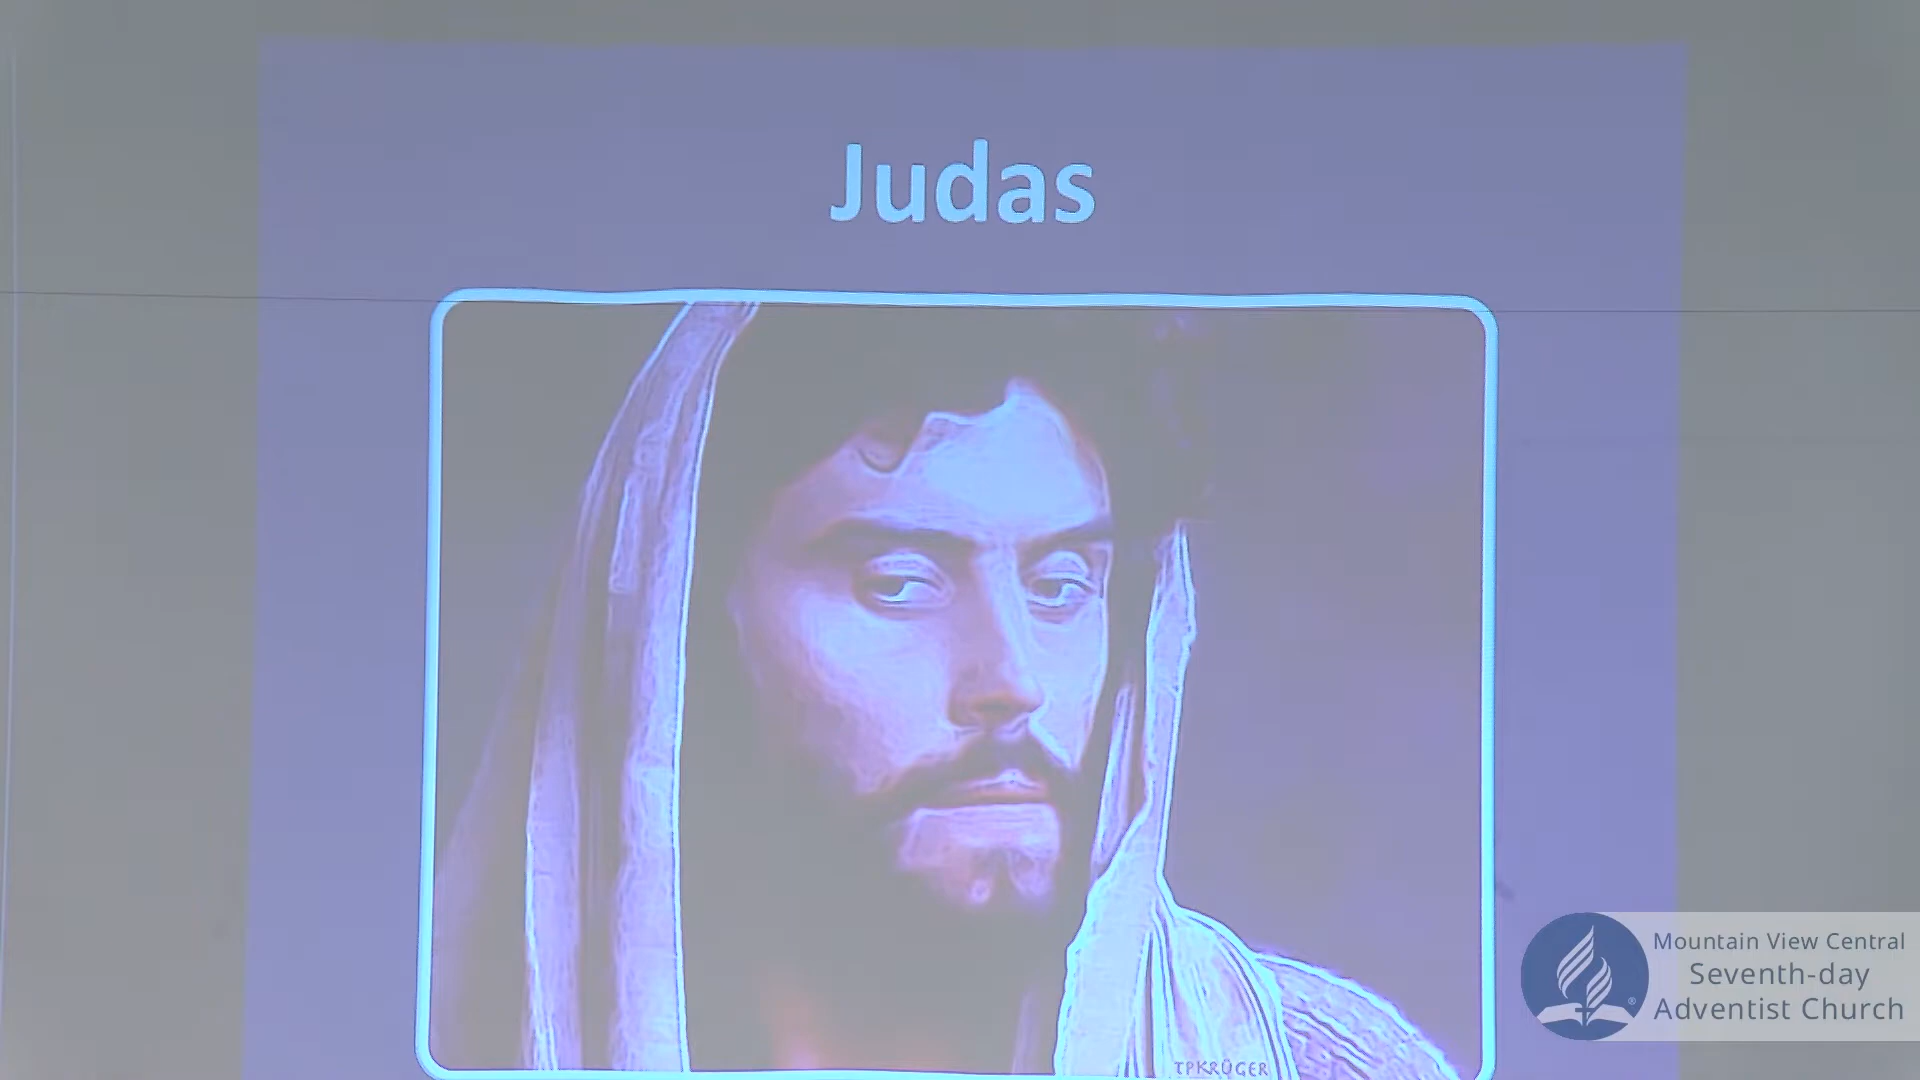 Judas
TPKRÜGER
Mountain View Central
Seventh-day
Adventist Church